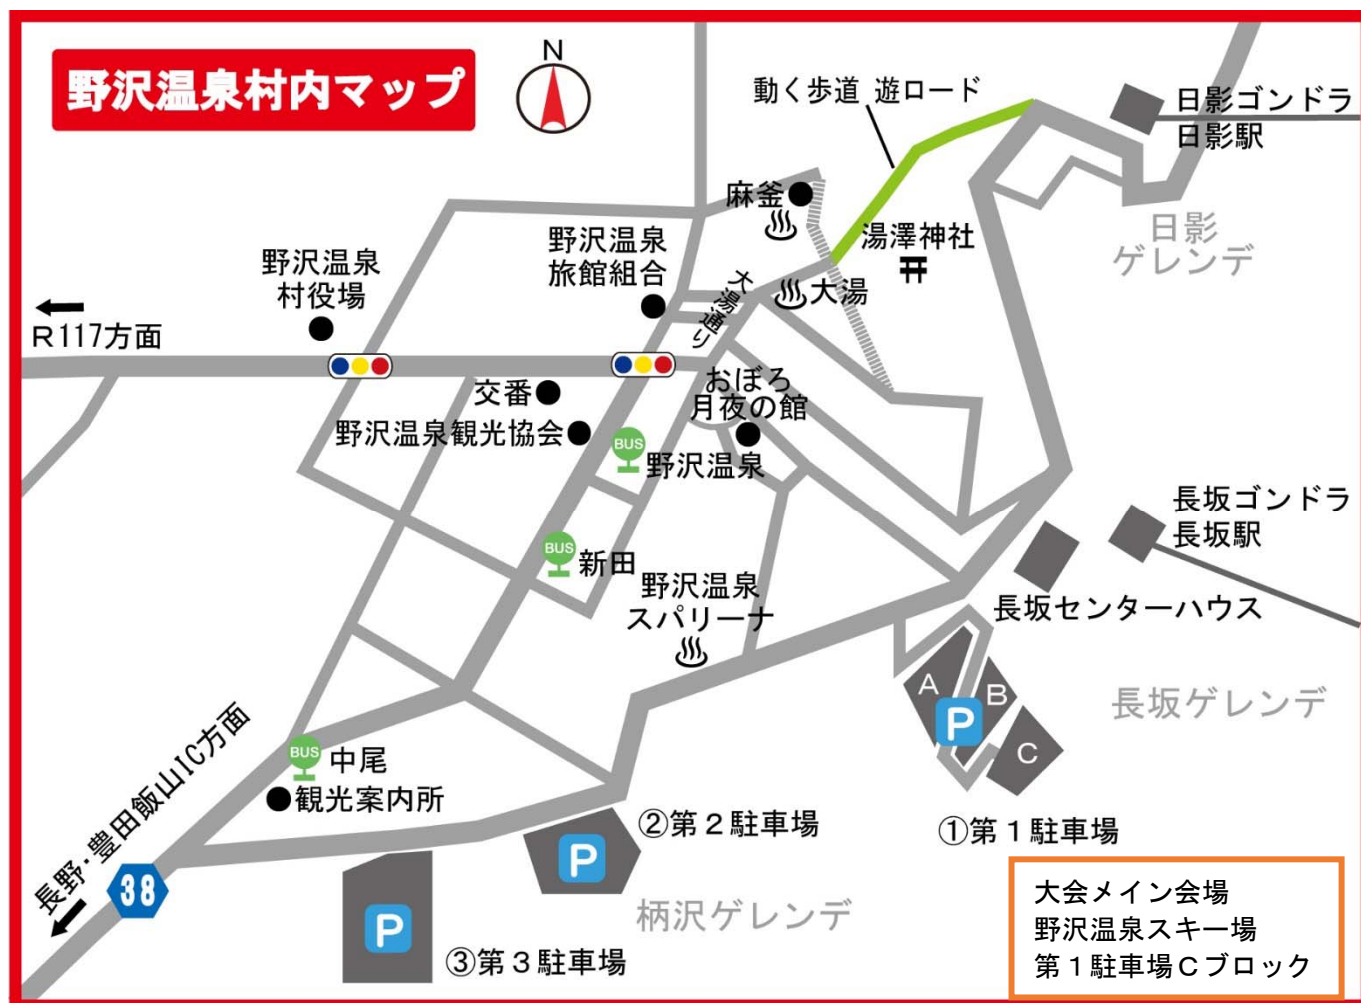 野沢温泉村内マップ
N
動く歩道 遊ロード
日影ゴンドラ
日影駅
麻釜
湯澤神社
日影
ゲレンデ
野沢温泉
旅館組合
野沢温泉
村役場
大湯通り
大湯
R117方面
おぼろ
月夜の館
交番
野沢温泉観光協会
BUS
野沢温泉
長坂ゴンドラ
長坂駅
BUS
新田
野沢温泉
スパリーナ
長坂センターハウス
A
B
P
C
長坂ゲレンデ
長野・豊田飯山IC方面
BUS
中尾
観光案内所
②第2駐車場
①第1駐車場
P
38
柄沢ゲレンデ
P
③第3駐車場
大会メイン会場
野沢温泉スキー場
第1駐車場Cブロック